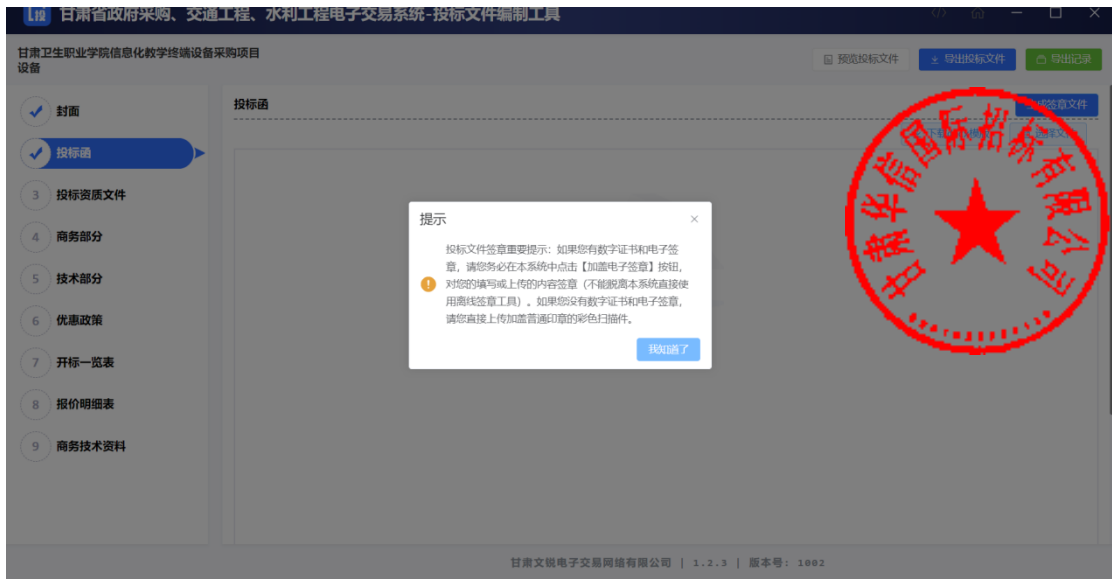 投 甘肃省政府采购、交通工程、水利工程电子交易系统-投标文件编制工具
甘肃卫生职业学院信息化教学终端设备采购项目
设备
预览投标文件
导出投标文件
导出记录
封面
投标函
3 投标资质文件
4 商务部分
5 技术部分
6 优惠政策
7 开标一览表
8 报价明细表
9 商务技术资料
投标函
签章文件
下载
选择文
甘肃华信国际招标有限公司
提示
投标文件签章重要提示：如果您有数字证书和电子签
章，请您务必在本系统中点击【加盖电子签章】按钮，
对您的填写或上传的内容签章（不能脱离本系统直接使
用离线签章工具）。如果您没有数字证书和电子签章，
请您直接上传加盖普通印章的彩色扫描件。
我知道了
甘肃文锐电子交易网络有限公司 | 1.2.3 | 版本号: 1002